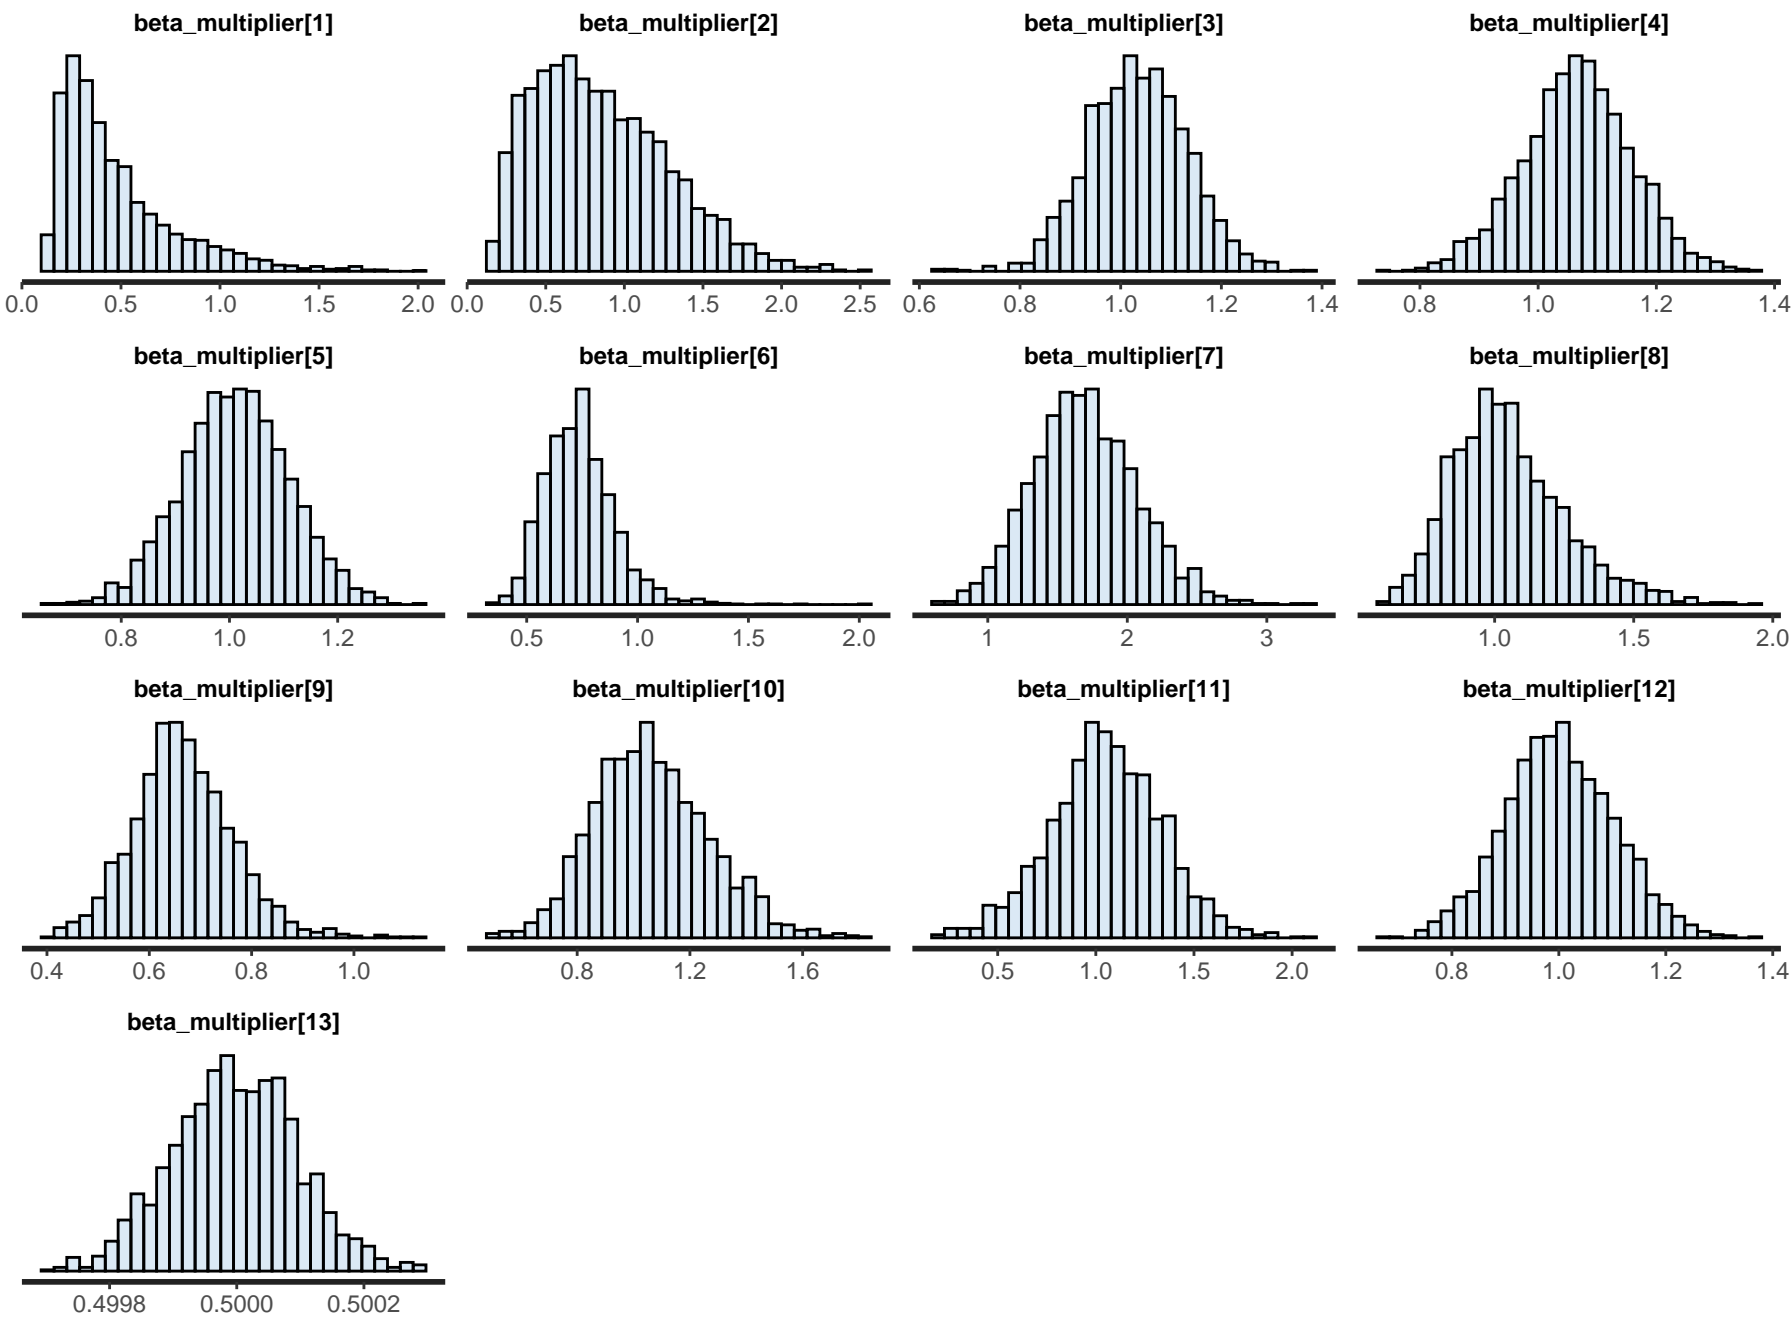 beta_multiplier[1] beta_multiplier[2] beta_multiplier[3] beta_multiplier[4]
0.0 0.5 1.0 1.5 2.0 0.0 0.5 1.0 1.5 2.0 2.5 0.6 0.8 1.0 1.2 1.4 0.8 1.0 1.2 1.4
beta_multiplier[5] beta_multiplier[6] beta_multiplier[7] beta_multiplier[8]
0.8 1.0 1.2 0.5 1.0 1.5 2.0 1 2 3 1.0 1.5 2.0
beta_multiplier[9] beta_multiplier[10] beta_multiplier[11] beta_multiplier[12]
0.4 0.6 0.8 1.0 0.8 1.2 1.6 0.5 1.0 1.5 2.0 0.8 1.0 1.2 1.4
beta_multiplier[13]
0.4998 0.5000 0.5002